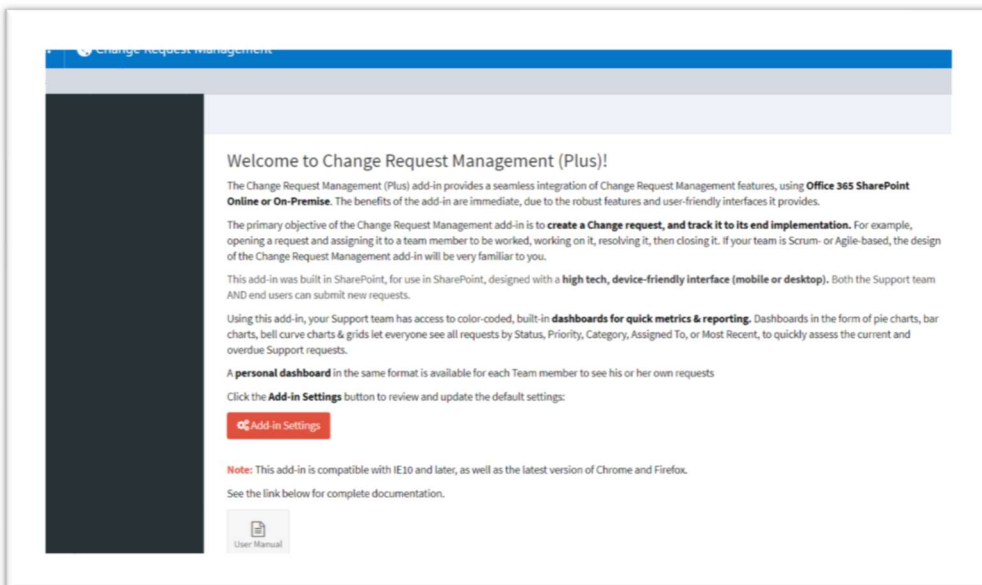 Change Request Management
Welcome to Change Request Management (Plus)!
The Change Request Management (Plus) add-in provides a seamless integration of Change Request Management features, using Office 365 SharePoint
Online or On-Premise. The benefits of the add-in are immediate, due to the robust features and user-friendly interfaces it provides.
The primary objective of the Change Request Management add-in is to create a Change request, and track it to its end implementation. For example,
opening a request and assigning it to a team member to be worked, working on it, resolving it, then closing it. If your team is Scrum- or Agile-based, the design
of the Change Request Management add-in will be very familiar to you.
This add-in was built in SharePoint, for use in SharePoint, designed with a high tech, device-friendly interface (mobile or desktop). Both the Support team
AND end users can submit new requests.
Using this add-in, your Support team has access to color-coded, built-in dashboards for quick metrics & reporting. Dashboards in the form of pie charts, bar
charts, bell curve charts & grids let everyone see all requests by Status, Priority, Category, Assigned To, or Most Recent, to quickly assess the current and
overdue Support requests.
A personal dashboard in the same format is available for each Team member to see his or her own requests
Click the Add-in Settings button to review and update the default settings:
Add-in Settings
Note: This add-in is compatible with IE10 and later, as well as the latest version of Chrome and Firefox.
See the link below for complete documentation.
User Manual